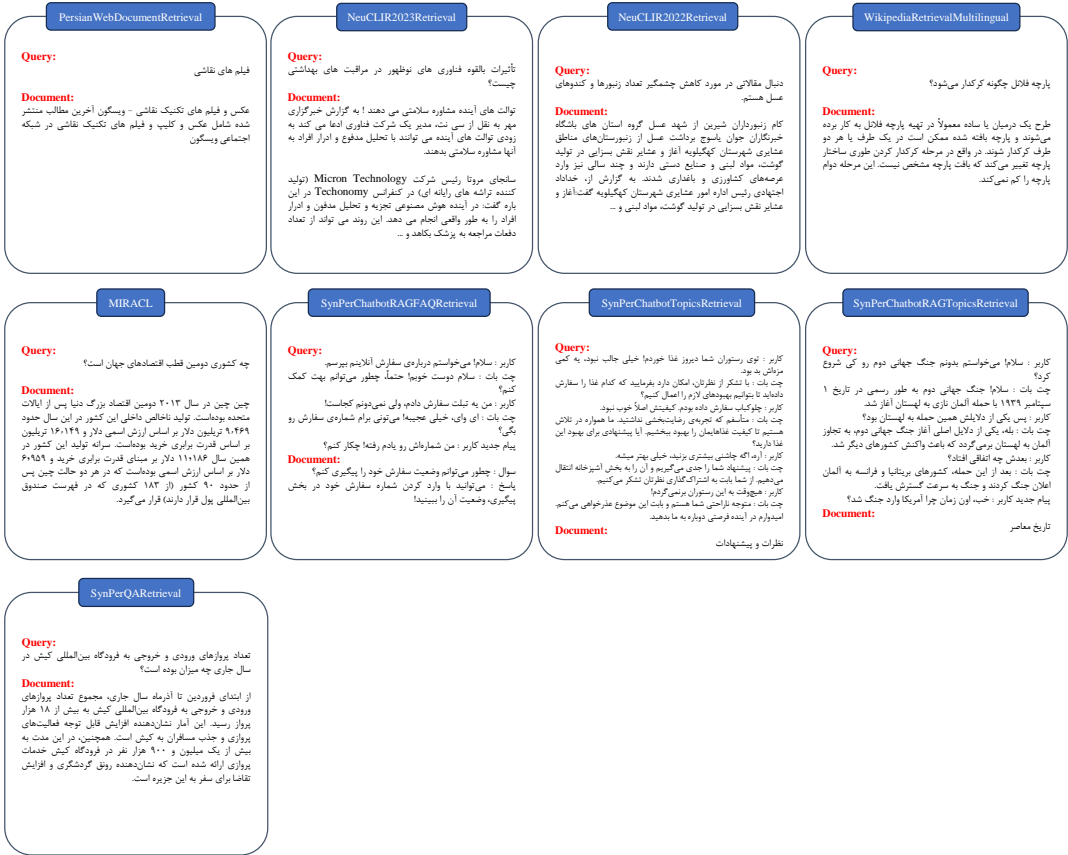 PersianWebDocumentRetrieval
Query:
فیلم های نقاشی
Document:
عکس و فیلم های تکنیک نقاشی - ویسگون آخرین مطالب منتشر
شده شامل عکس و کلیپ و فیلم های تکنیک نقاشی در شبکه
اجتماعی ویسگون
NeuCLIR2023Retrieval
Query:
تأثیرات بالقوه فناوری های نوظهور در مراقبت های بهداشتی
چیست؟
Document:
توالت های آینده مشاوره سلامتی می دهند ! به گزارش خبرگزاری
مهر به نقل از سی نت، مدیر یک شرکت فناوری ادعا می کند به
زودی توالت های آینده می توانند با تحلیل مدفوع و ادرار افراد به
آنها مشاوره سلامتی بدهند.
سانجای مروتا رئیس شرکت Micron Technology (تولید
کننده تراشه های رایانه ای) در کنفرانس Techonomy در این
باره گفت: در آینده هوش مصنوعی تجزیه و تحلیل مدفون و ادرار
افراد را به طور واقعی انجام می دهد. این روند می تواند از تعداد
دفعات مراجعه به پزشک بکاهد و ...
NeuCLIR2022Retrieval
Query:
دنبال مقالاتی در مورد کاهش چشمگیر تعداد زنبورها و کندوهای
عسل هستم.
Document:
کام زنبورداران شیرین از شهد عسل گروه استان های باشگاه
خبرنگاران جوان یاسوج برداشت عسل از زنبورستان‌های مناطق
عشایری شهرستان کهگیلویه آغاز و عشایر نقش بسزایی در تولید
گوشت، مواد لبنی و صنایع دستی دارند و چند سالی نیز وارد
عرصه‌های کشاورزی و باغداری شدند. به گزارش از، خداداد
اجتهادی رئیس اداره امور عشایری شهرستان کهگیلویه گفت:آغاز و
عشایر نقش بسزایی در تولید گوشت، مواد لبنی و ...
WikipediaRetrievalMultilingual
Query:
پارچه فلانل چگونه کرکدار می‌شود؟
Document:
طرح یک درمیان یا ساده معمولاً در تهیه پارچه فلانل به کار برده
می‌شوند و پارچه بافته شده ممکن است در یک طرف یا هر دو
طرف کرکدار شوند. در واقع در مرحله کرکدار کردن طوری ساختار
پارچه تغییر می‌کند که بافت پارچه مشخص نیست. این مرحله دوام
پارچه را کم نمی‌کند.
MIRACL
Query:
چه کشوری دومین قطب اقتصادهای جهان است؟
Document:
چین چین در سال ۲۰۱۳ دومین اقتصاد بزرگ دنیا پس از ایالات
متحده بوده‌است. تولید ناخالص داخلی این کشور در این سال حدود
۹٫۴۶۹ تریلیون دلار بر اساس ارزش اسمی دلار و ۱۶٫۱۴۹ تریلیون
بر اساس قدرت برابری خرید بوده‌است. سرانه تولید این کشور در
همین سال ۱۱٫۱۸۶ دلار بر مبنای قدرت برابری خرید و ۶٫۹۵۹
دلار بر اساس ارزش اسمی بوده‌است که در هر دو حالت چین پس
از حدود ۹۰ کشور (از ۱۸۳ کشوری که در فهرست صندوق
بین‌المللی پول قرار دارند) قرار می‌گیرد.
SynPerChatbotRAGFAQRetrieval
Query:
کاربر : سلام! می‌خواستم درباره‌ی سفارش آنلاینم بپرسم.
چت بات : سلام دوست خوبم! حتماً، چطور می‌توانم بهت کمک
کنم؟
کاربر : من یه تبلت سفارش دادم، ولی نمی‌دونم کجاست!
چت بات : ای وای، خیلی عجیبه! می‌تونی برام شماره‌ی سفارش رو
بگی؟
پیام جدید کاربر : من شماره‌اش رو یادم رفته! چکار کنم؟
Document:
سوال : چطور می‌توانم وضعیت سفارش خود را پیگیری کنم؟
پاسخ : می‌توانید با وارد کردن شماره سفارش خود در بخش
پیگیری، وضعیت آن را ببینید!
SynPerChatbotTopicsRetrieval
Query:
کاربر : توی رستوران شما دیروز غذا خوردم! خیلی جالب نبود، یه کمی
مزه‌اش بد بود.
چت بات : با تشکر از نظرتان، امکان دارد بفرمایید که کدام غذا را سفارش
داده‌اید تا بتوانیم بهبودهای لازم را اعمال کنیم؟
کاربر : چلوکباب سفارش داده بودم. کیفیتش اصلاً خوب نبود.
چت بات : متأسفم که تجربه‌ی رضایت‌بخشی نداشتید. ما همواره در تلاش
هستیم تا کیفیت غذاهایمان را بهبود ببخشیم. آیا پیشنهادی برای بهبود این
غذا دارید؟
کاربر : آره، اگه چاشنی بیشتری بزنید، خیلی بهتر میشه.
چت بات : پیشنهاد شما را جدی می‌گیریم و آن را به بخش آشپزخانه انتقال
می‌دهیم. از شما بابت به اشتراک‌گذاری نظرتان تشکر می‌کنیم.
کاربر : هیچ‌وقت به این رستوران برنمی‌گردم!
چت بات : متوجه ناراحتی شما هستم و بابت این موضوع عذرخواهی می‌کنم.
امیدوارم در آینده فرصتی دوباره به ما بدهید.
Document:
نظرات و پیشنهادات
SynPerChatbotRAGTopicsRetrieval
Query:
کاربر : سلام! می‌خواستم بدونم جنگ جهانی دوم رو کی شروع
کرد؟
چت بات : سلام! جنگ جهانی دوم به طور رسمی در تاریخ ۱
سپتامبر ۱۹۳۹ با حمله آلمان نازی به لهستان آغاز شد.
کاربر : پس یکی از دلایلش همین حمله به لهستان بود؟
چت بات : بله، یکی از دلایل اصلی آغاز جنگ جهانی دوم، به تجاوز
آلمان به لهستان برمی‌گردد که باعث واکنش کشورهای دیگر شد.
کاربر : بعدش چه اتفاقی افتاد؟
چت بات : بعد از این حمله، کشورهای بریتانیا و فرانسه به آلمان
اعلان جنگ کردند و جنگ به سرعت گسترش یافت.
پیام جدید کاربر : خب، اون زمان چرا آمریکا وارد جنگ شد؟
Document:
تاریخ معاصر
SynPerQARetrieval
Query:
تعداد پروازهای ورودی و خروجی به فرودگاه بین‌المللی کیش در
سال جاری چه میزان بوده است؟
Document:
از ابتدای فروردین تا آذرماه سال جاری، مجموع تعداد پروازهای
ورودی و خروجی به فرودگاه بین‌المللی کیش به بیش از ۱۸ هزار
پرواز رسید. این آمار نشان‌دهنده افزایش قابل توجه فعالیت‌های
پروازی و جذب مسافران به کیش است. همچنین، در این مدت به
بیش از یک میلیون و ۹۰۰ هزار نفر در فرودگاه کیش خدمات
پروازی ارائه شده است که نشان‌دهنده رونق گردشگری و افزایش
تقاضا برای سفر به این جزیره است.